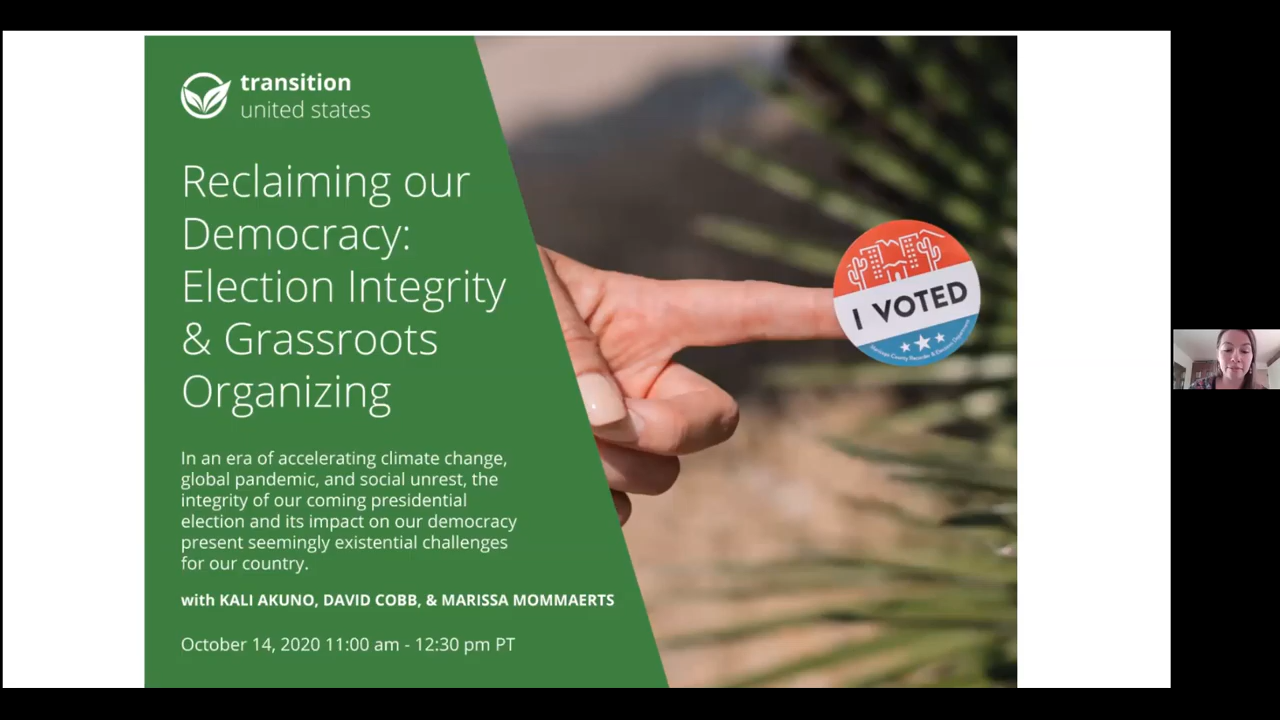 transition
united states
Reclaiming our
Democracy:
Election Integrity
& Grassroots
Organizing
In an era of accelerating climate change,
global pandemic, and social unrest, the
integrity of our coming presidential
election and its impact on our democracy
present seemingly existential challenges
for our country.
with KALI AKUNO, DAVID COBB, & MARISSA MOMMAERTS
October 14, 2020 11:00 am - 12:30 pm PT
I VOTED